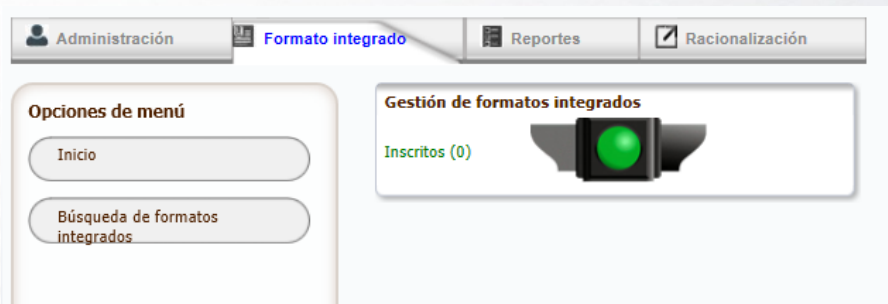 Administración
Formato integrado
Reportes
Racionalización
Opciones de menú
Inicio
Búsqueda de formatos
integrados
Gestión de formatos integrados
Inscritos (0)